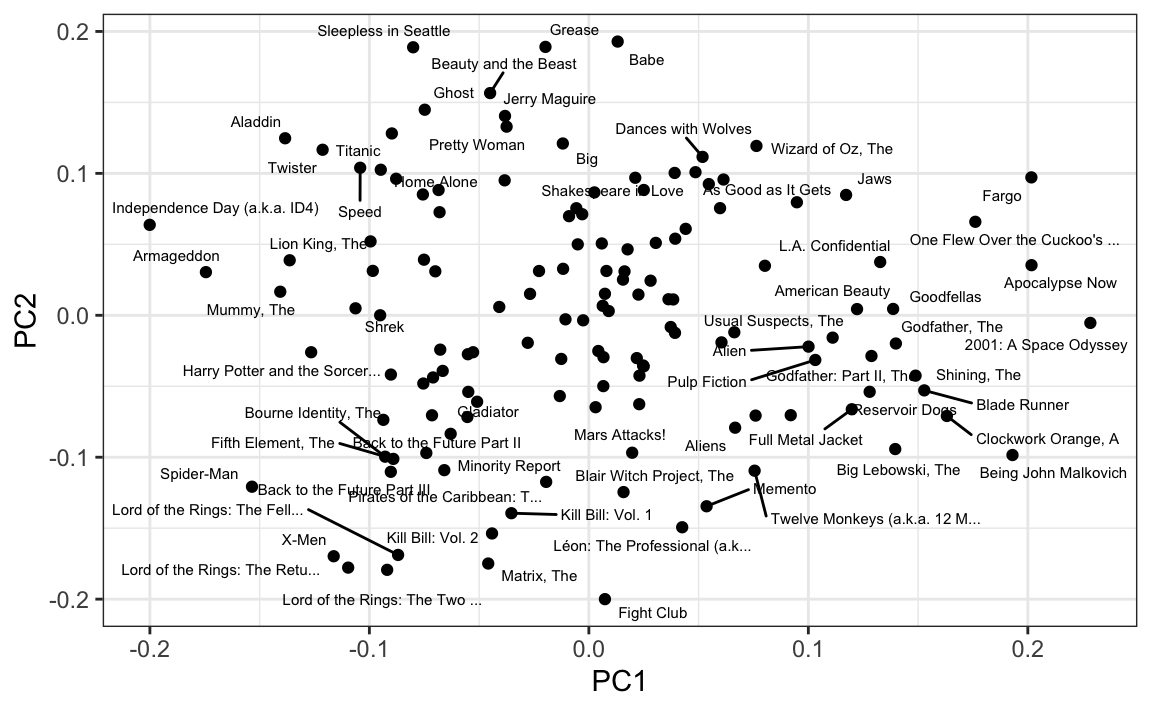 0.2
Sleepless in Seattle
Grease
Babe
Beauty and the Beast
Ghost
Jerry Maguire
Aladdin
Dances with Wolves
Pretty Woman
Wizard of Oz, The
Titanic
Big
Twister
0.1
Home Alone
Shakespeare in Love
As Good as It Gets
Jaws
Fargo
Independence Day (a.k.a. ID4)
Speed
Lion King, The
L.A. Confidential
One Flew Over the Cuckoo's ...
Armageddon
Apocalypse Now
American Beauty
Goodfellas
Mummy, The
PC2
0.0
Shrek
Usual Suspects, The
Godfather, The
2001: A Space Odyssey
Alien
Harry Potter and the Sorcer...
Pulp Fiction
Godfather: Part II, The
Shining, The
Bourne Identity, The
Gladiator
Reservoir Dogs
Blade Runner
Fifth Element, The
Back to the Future Part II
Mars Attacks!
Aliens
Full Metal Jacket
Clockwork Orange, A
-0.1
Spider-Man
Minority Report
Blair Witch Project, The
Big Lebowski, The
Being John Malkovich
Back to the Future Part III
Pirates of the Caribbean: T...
Memento
Lord of the Rings: The Fell...
Kill Bill: Vol. 1
Twelve Monkeys (a.k.a. 12 M...
X-Men
Kill Bill: Vol. 2
Léon: The Professional (a.k...
Lord of the Rings: The Retu...
Matrix, The
Lord of the Rings: The Two ...
-0.2
Fight Club
-0.2
-0.1
0.0
0.1
0.2
PC1